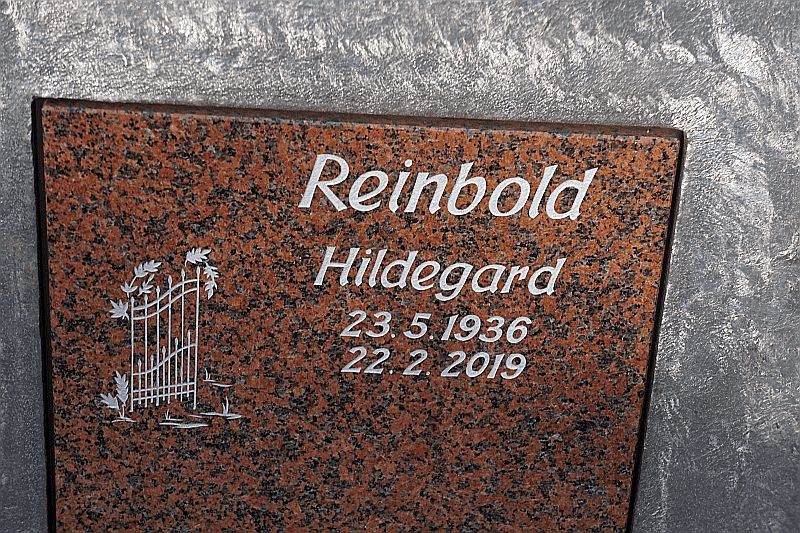 Reinbold
Hildegard
23. 5. 1936
22. 2. 2019